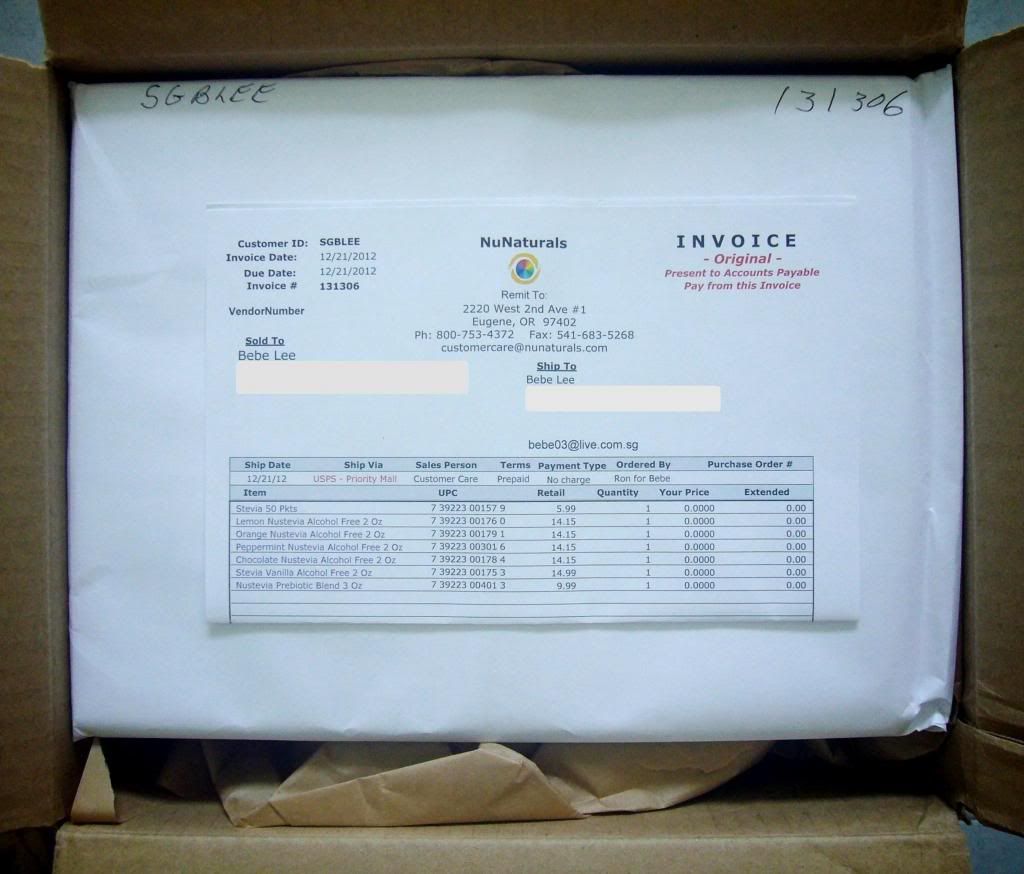 SGBLEE 131306
Customer ID: SGBLEE
Invoice Date: 12/21/2012
Due Date: 12/21/2012
Invoice # 131306
VendorNumber
Sold To
Bebe Lee
NuNaturals
Remit To:
2220 West 2nd Ave #1
Eugene, OR 97402
Ph: 800-753-4372 Fax: 541-683-5268
customercare@nunaturals.com
INVOICE
- Original -
Present to Accounts Payable
Pay from this Invoice
Ship To
Bebe Lee
bebe03@live.com.sg
Ship Date Ship Via Sales Person Terms Payment Type Ordered By Purchase Order #
12/21/12 USPS - Priority Mail Customer Care Prepaid No charge Ron for Bebe
Item UPC Retail Quantity Your Price Extended
Stevia 50 Pkts 7 39223 00157 9 5.99 1 0.0000 0.00
Lemon Nustevia Alcohol Free 2 Oz 7 39223 00176 0 14.15 1 0.0000 0.00
Orange Nustevia Alcohol Free 2 Oz 7 39223 00179 1 14.15 1 0.0000 0.00
Peppermint Nustevia Alcohol Free 2 Oz 7 39223 00301 6 14.15 1 0.0000 0.00
Chocolate Nustevia Alcohol Free 2 Oz 7 39223 00178 4 14.15 1 0.0000 0.00
Stevia Vanilla Alcohol Free 2 Oz 7 39223 00175 3 14.99 1 0.0000 0.00
Nustevia Prebiotic Blend 3 Oz 7 39223 00401 3 9.99 1 0.0000 0.00